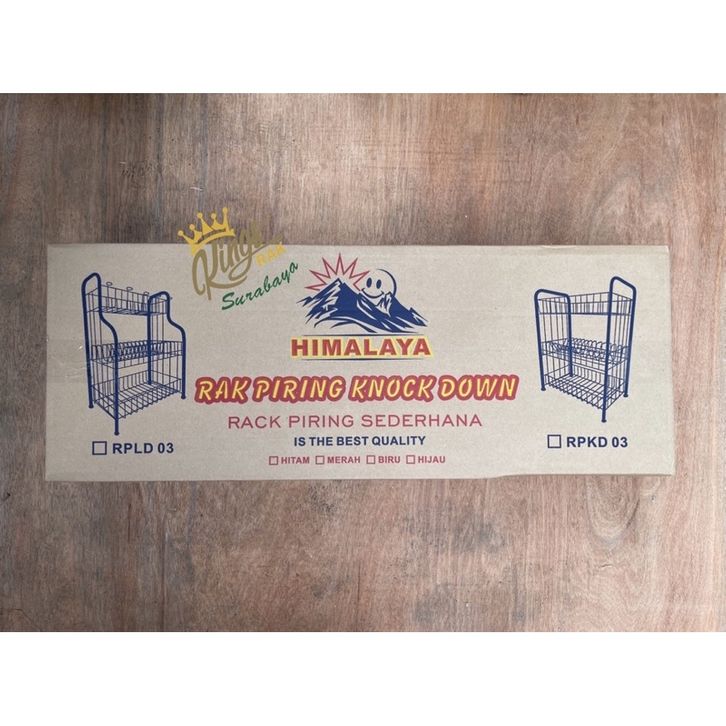 Kings
RAK
Surabaya
HIMALAYA
RAK PIRING KNOCK DOWN
RACK PIRING SEDERHANA
IS THE BEST QUALITY
☐ HITAM ☐ MERAH ☐ BIRU ☐ HIJAU
☐ RPLD 03
☐ RPKD 03